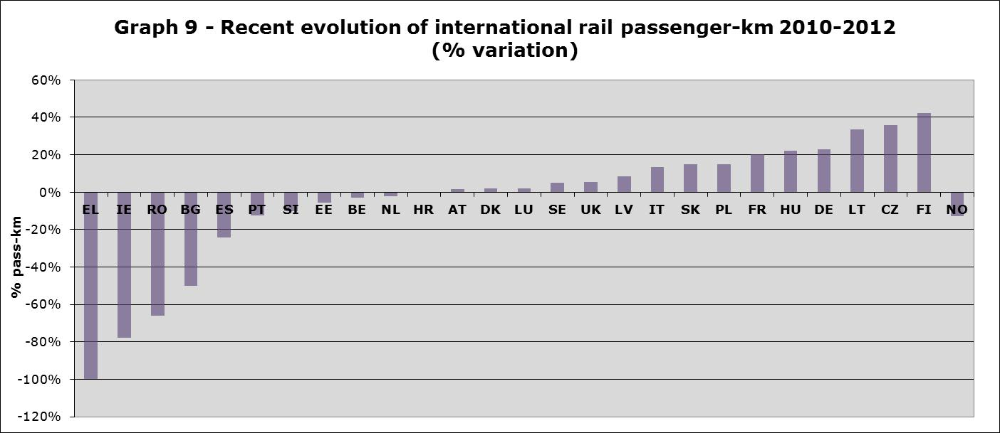 Graph 9 - Recent evolution of international rail passenger-km 2010-2012
(% variation)
60%
40%
20%
0%
-20%
-40%
-60%
-80%
-100%
-120%
% pass-km
EL IE RO BG ES PT SI EE BE NL HR AT DK LU SE UK LV IT SK PL FR HU DE LT CZ FI NO